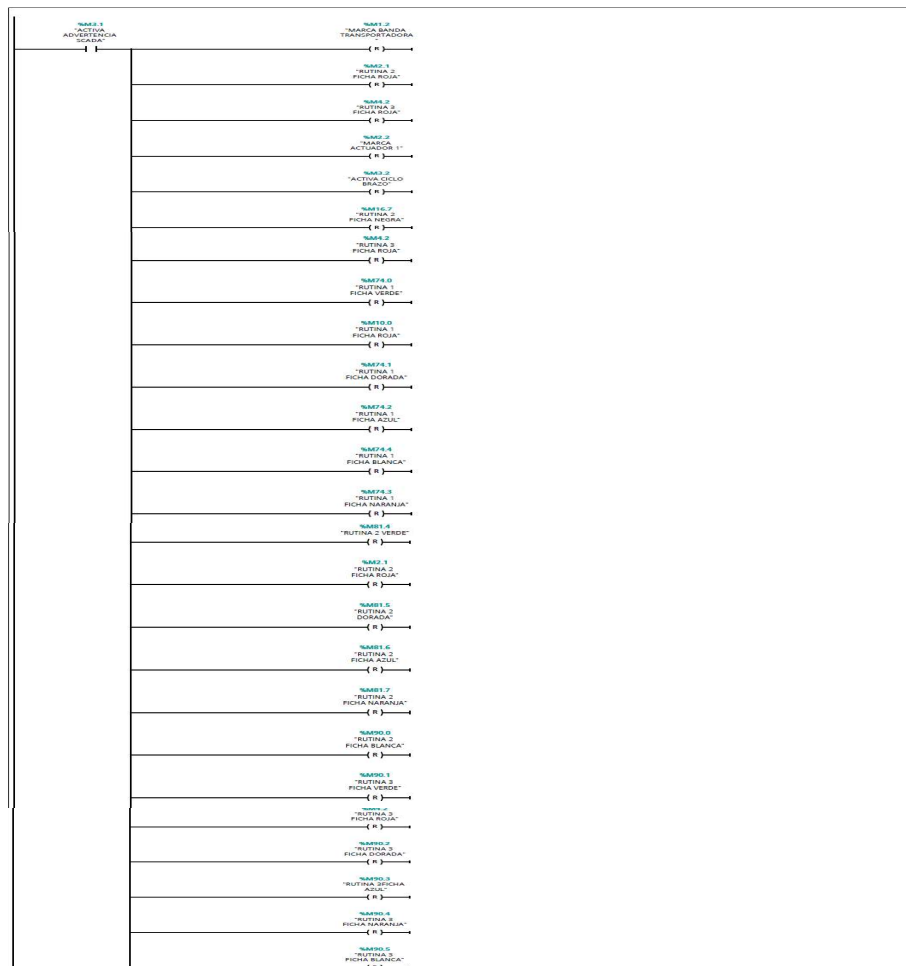 %M3.1
"ACTIVA
ADVERTENCIA
SCADA"
%M1.2
"MARCA BANDA
TRANSPORTADORA
"
( R )
%M2.1
"RUTINA 2
FICHA ROJA"
( R )
%M4.2
"RUTINA 3
FICHA ROJA"
( R )
%M2.2
"MARCA
ACTUADOR 1"
( R )
%M3.2
"ACTIVA CICLO
BRAZO"
( R )
%M16.7
"RUTINA 2
FICHA NEGRA"
( R )
%M4.2
"RUTINA 3
FICHA ROJA"
( R )
%M74.0
"RUTINA 1
FICHA VERDE"
( R )
%M10.0
"RUTINA 1
FICHA ROJA"
( R )
%M74.1
"RUTINA 1
FICHA DORADA"
( R )
%M74.2
"RUTINA 1
FICHA AZUL"
( R )
%M74.4
"RUTINA 1
FICHA BLANCA"
( R )
%M74.3
"RUTINA 1
FICHA NARANJA"
( R )
%M81.4
"RUTINA 2 VERDE"
( R )
%M2.1
"RUTINA 2
FICHA ROJA"
( R )
%M81.5
"RUTINA 2
DORADA"
( R )
%M81.6
"RUTINA 2
FICHA AZUL"
( R )
%M81.7
"RUTINA 2
FICHA NARANJA"
( R )
%M90.0
"RUTINA 2
FICHA BLANCA"
( R )
%M90.1
"RUTINA 3
FICHA VERDE"
( R )
%M4.2
"RUTINA 3
FICHA ROJA"
( R )
%M90.2
"RUTINA 3
FICHA DORADA"
( R )
%M90.3
"RUTINA 3FICHA
AZUL"
( R )
%M90.4
"RUTINA 3
FICHA NARANJA"
( R )
%M90.5
"RUTINA 3
FICHA BLANCA"